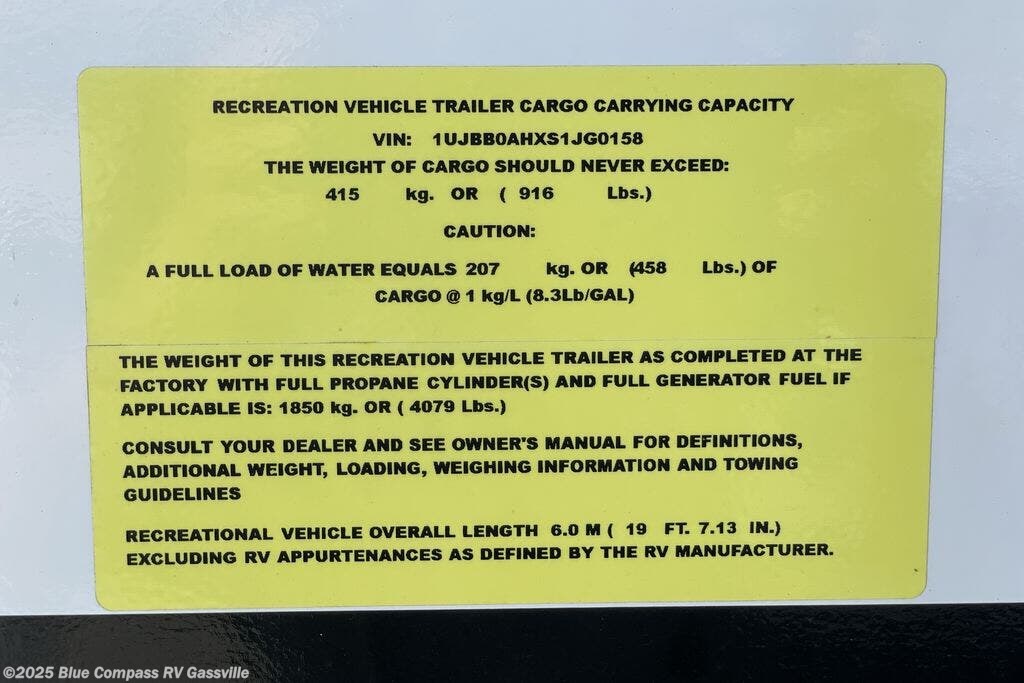 RECREATION VEHICLE TRAILER CARGO CARRYING CAPACITY
VIN: 1UJBB0AHXS1JG0158
THE WEIGHT OF CARGO SHOULD NEVER EXCEED:
415 kg. OR ( 916 Lbs.)
CAUTION:
A FULL LOAD OF WATER EQUALS 207 kg. OR (458 Lbs.) OF
CARGO @ 1 kg/L (8.3Lb/GAL)
THE WEIGHT OF THIS RECREATION VEHICLE TRAILER AS COMPLETED AT THE
FACTORY WITH FULL PROPANE CYLINDER(S) AND FULL GENERATOR FUEL IF
APPLICABLE IS: 1850 kg. OR ( 4079 Lbs.)
CONSULT YOUR DEALER AND SEE OWNER'S MANUAL FOR DEFINITIONS,
ADDITIONAL WEIGHT, LOADING, WEIGHING INFORMATION AND TOWING
GUIDELINES
RECREATIONAL VEHICLE OVERALL LENGTH 6.0 M ( 19 FT. 7.13 IN.)
EXCLUDING RV APPURTENANCES AS DEFINED BY THE RV MANUFACTURER.
©2025 Blue Compass RV Gassville